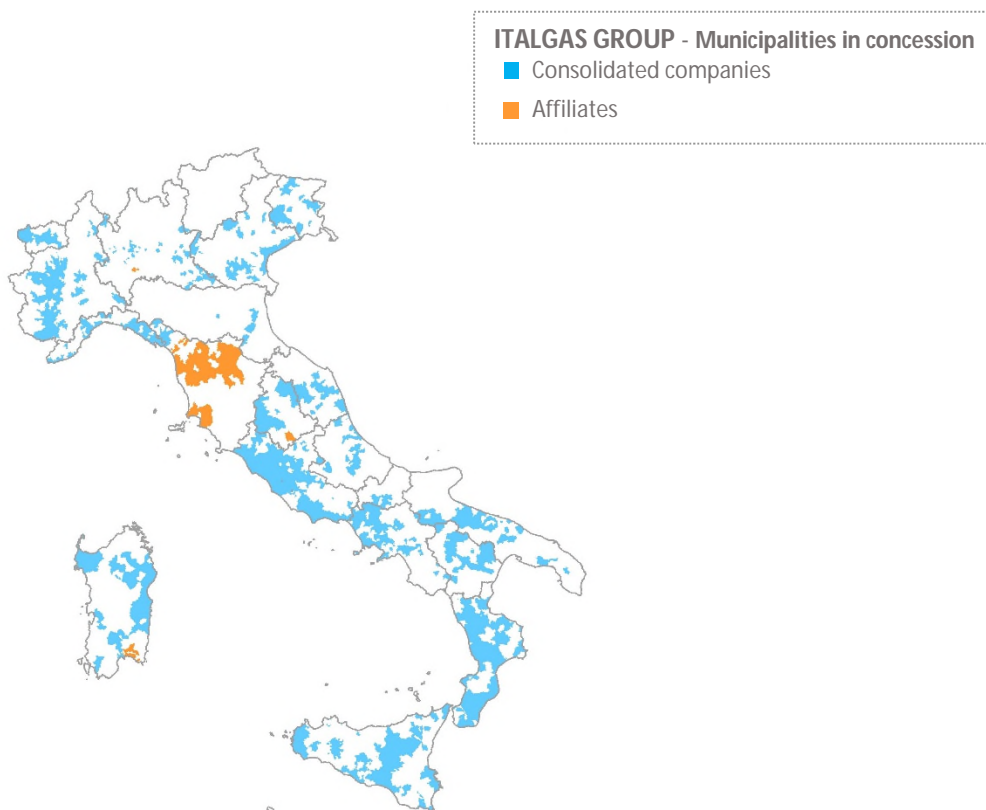 ITALGAS GROUP - Municipalities in concession
Consolidated companies
Affiliates